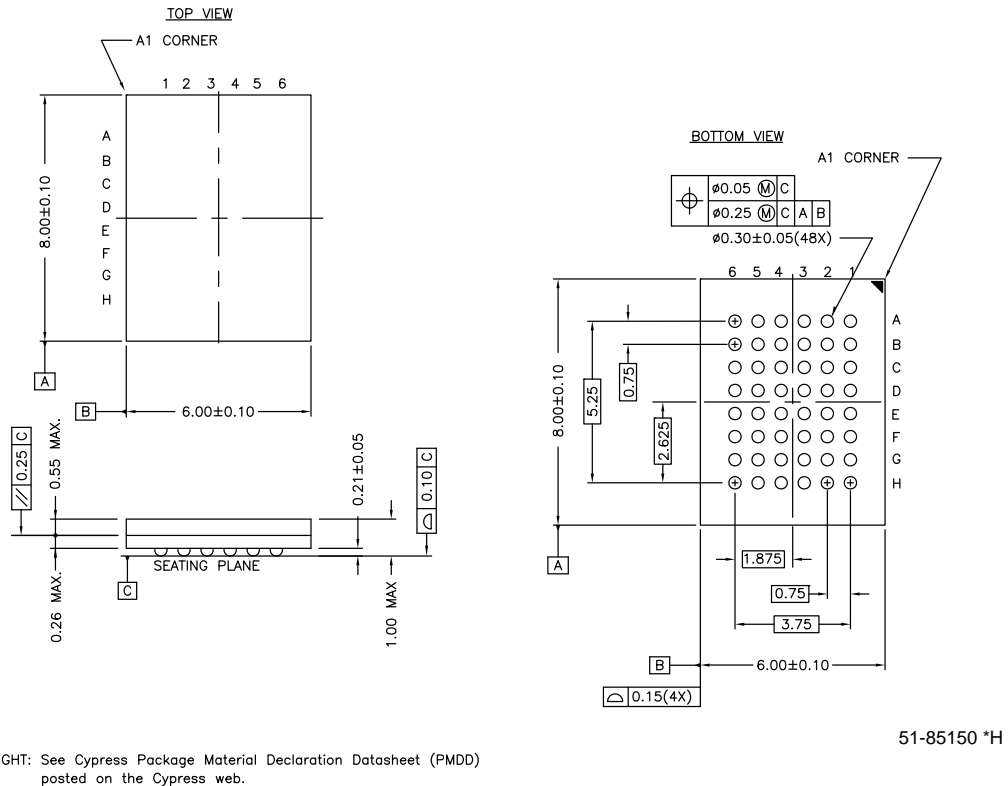 TOP VIEW
A1 CORNER
1 2 3 4 5 6
A
B
C
D
E
F
G
H
8.00±0.10
A
B
6.00±0.10
// 0.25 C
0.55 MAX.
0.21±0.05
⌓ 0.10 C
SEATING PLANE
C
0.26 MAX.
1.00 MAX
BOTTOM VIEW
A1 CORNER
⌖ ø0.05 Ⓜ C
ø0.25 Ⓜ C A B
ø0.30±0.05(48X)
6 5 4 3 2 1
A
B
C
D
E
F
G
H
8.00±0.10
5.25
0.75
2.625
A
1.875
0.75
3.75
B
6.00±0.10
⌓ 0.15(4X)
51-85150 *H
GHT: See Cypress Package Material Declaration Datasheet (PMDD)
posted on the Cypress web.